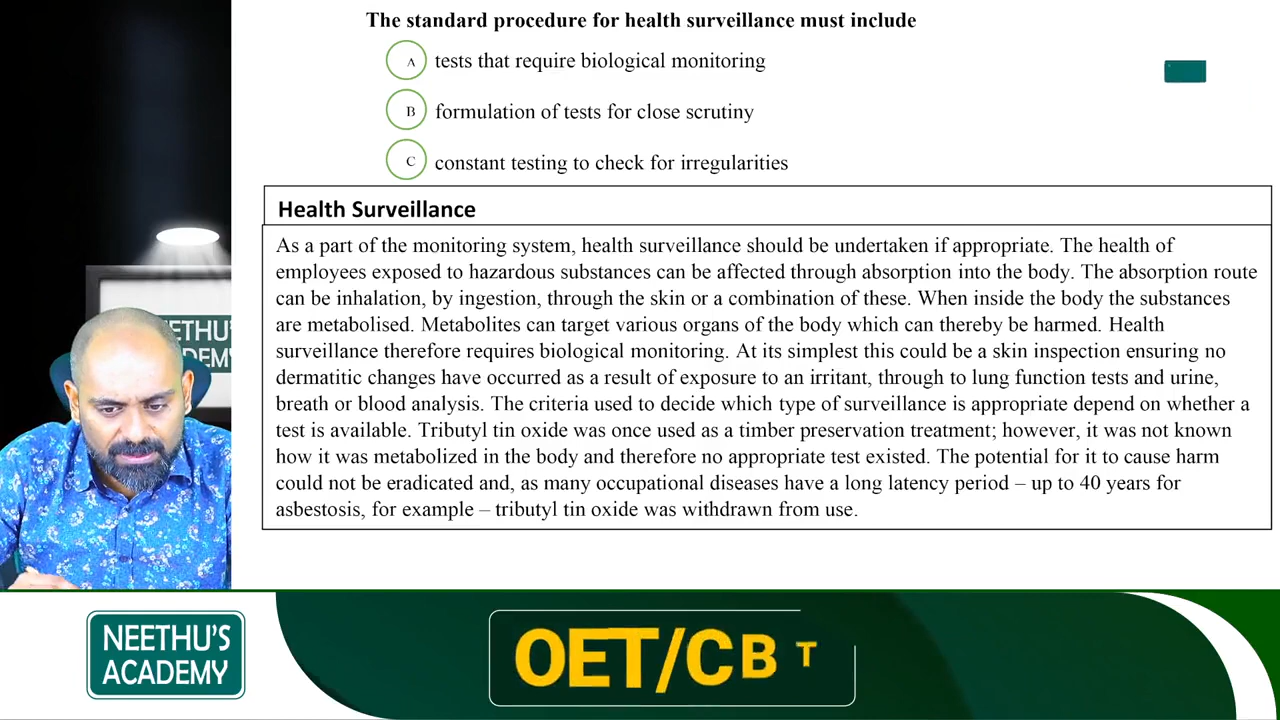 The standard procedure for health surveillance must include
A tests that require biological monitoring
B formulation of tests for close scrutiny
C constant testing to check for irregularities
Health Surveillance
As a part of the monitoring system, health surveillance should be undertaken if appropriate. The health of
employees exposed to hazardous substances can be affected through absorption into the body. The absorption route
can be inhalation, by ingestion, through the skin or a combination of these. When inside the body the substances
are metabolised. Metabolites can target various organs of the body which can thereby be harmed. Health
surveillance therefore requires biological monitoring. At its simplest this could be a skin inspection ensuring no
dermatitic changes have occurred as a result of exposure to an irritant, through to lung function tests and urine,
breath or blood analysis. The criteria used to decide which type of surveillance is appropriate depend on whether a
test is available. Tributyl tin oxide was once used as a timber preservation treatment; however, it was not known
how it was metabolized in the body and therefore no appropriate test existed. The potential for it to cause harm
could not be eradicated and, as many occupational diseases have a long latency period – up to 40 years for
asbestosis, for example – tributyl tin oxide was withdrawn from use.
ETHU'S
DEMY
NEETHU'S
ACADEMY
OET/CBT